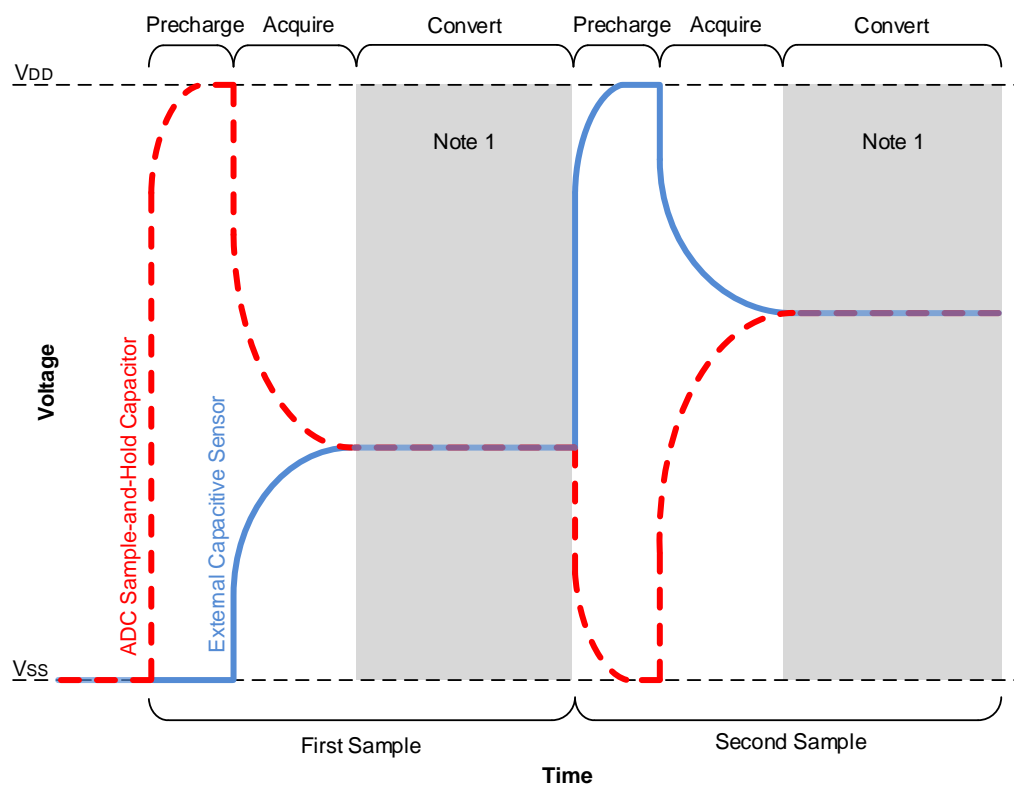 Precharge Acquire Convert Precharge Acquire Convert
VDD
Note 1 Note 1
Voltage
ADC Sample-and-Hold Capacitor
External Capacitive Sensor
VSS
First Sample Second Sample
Time